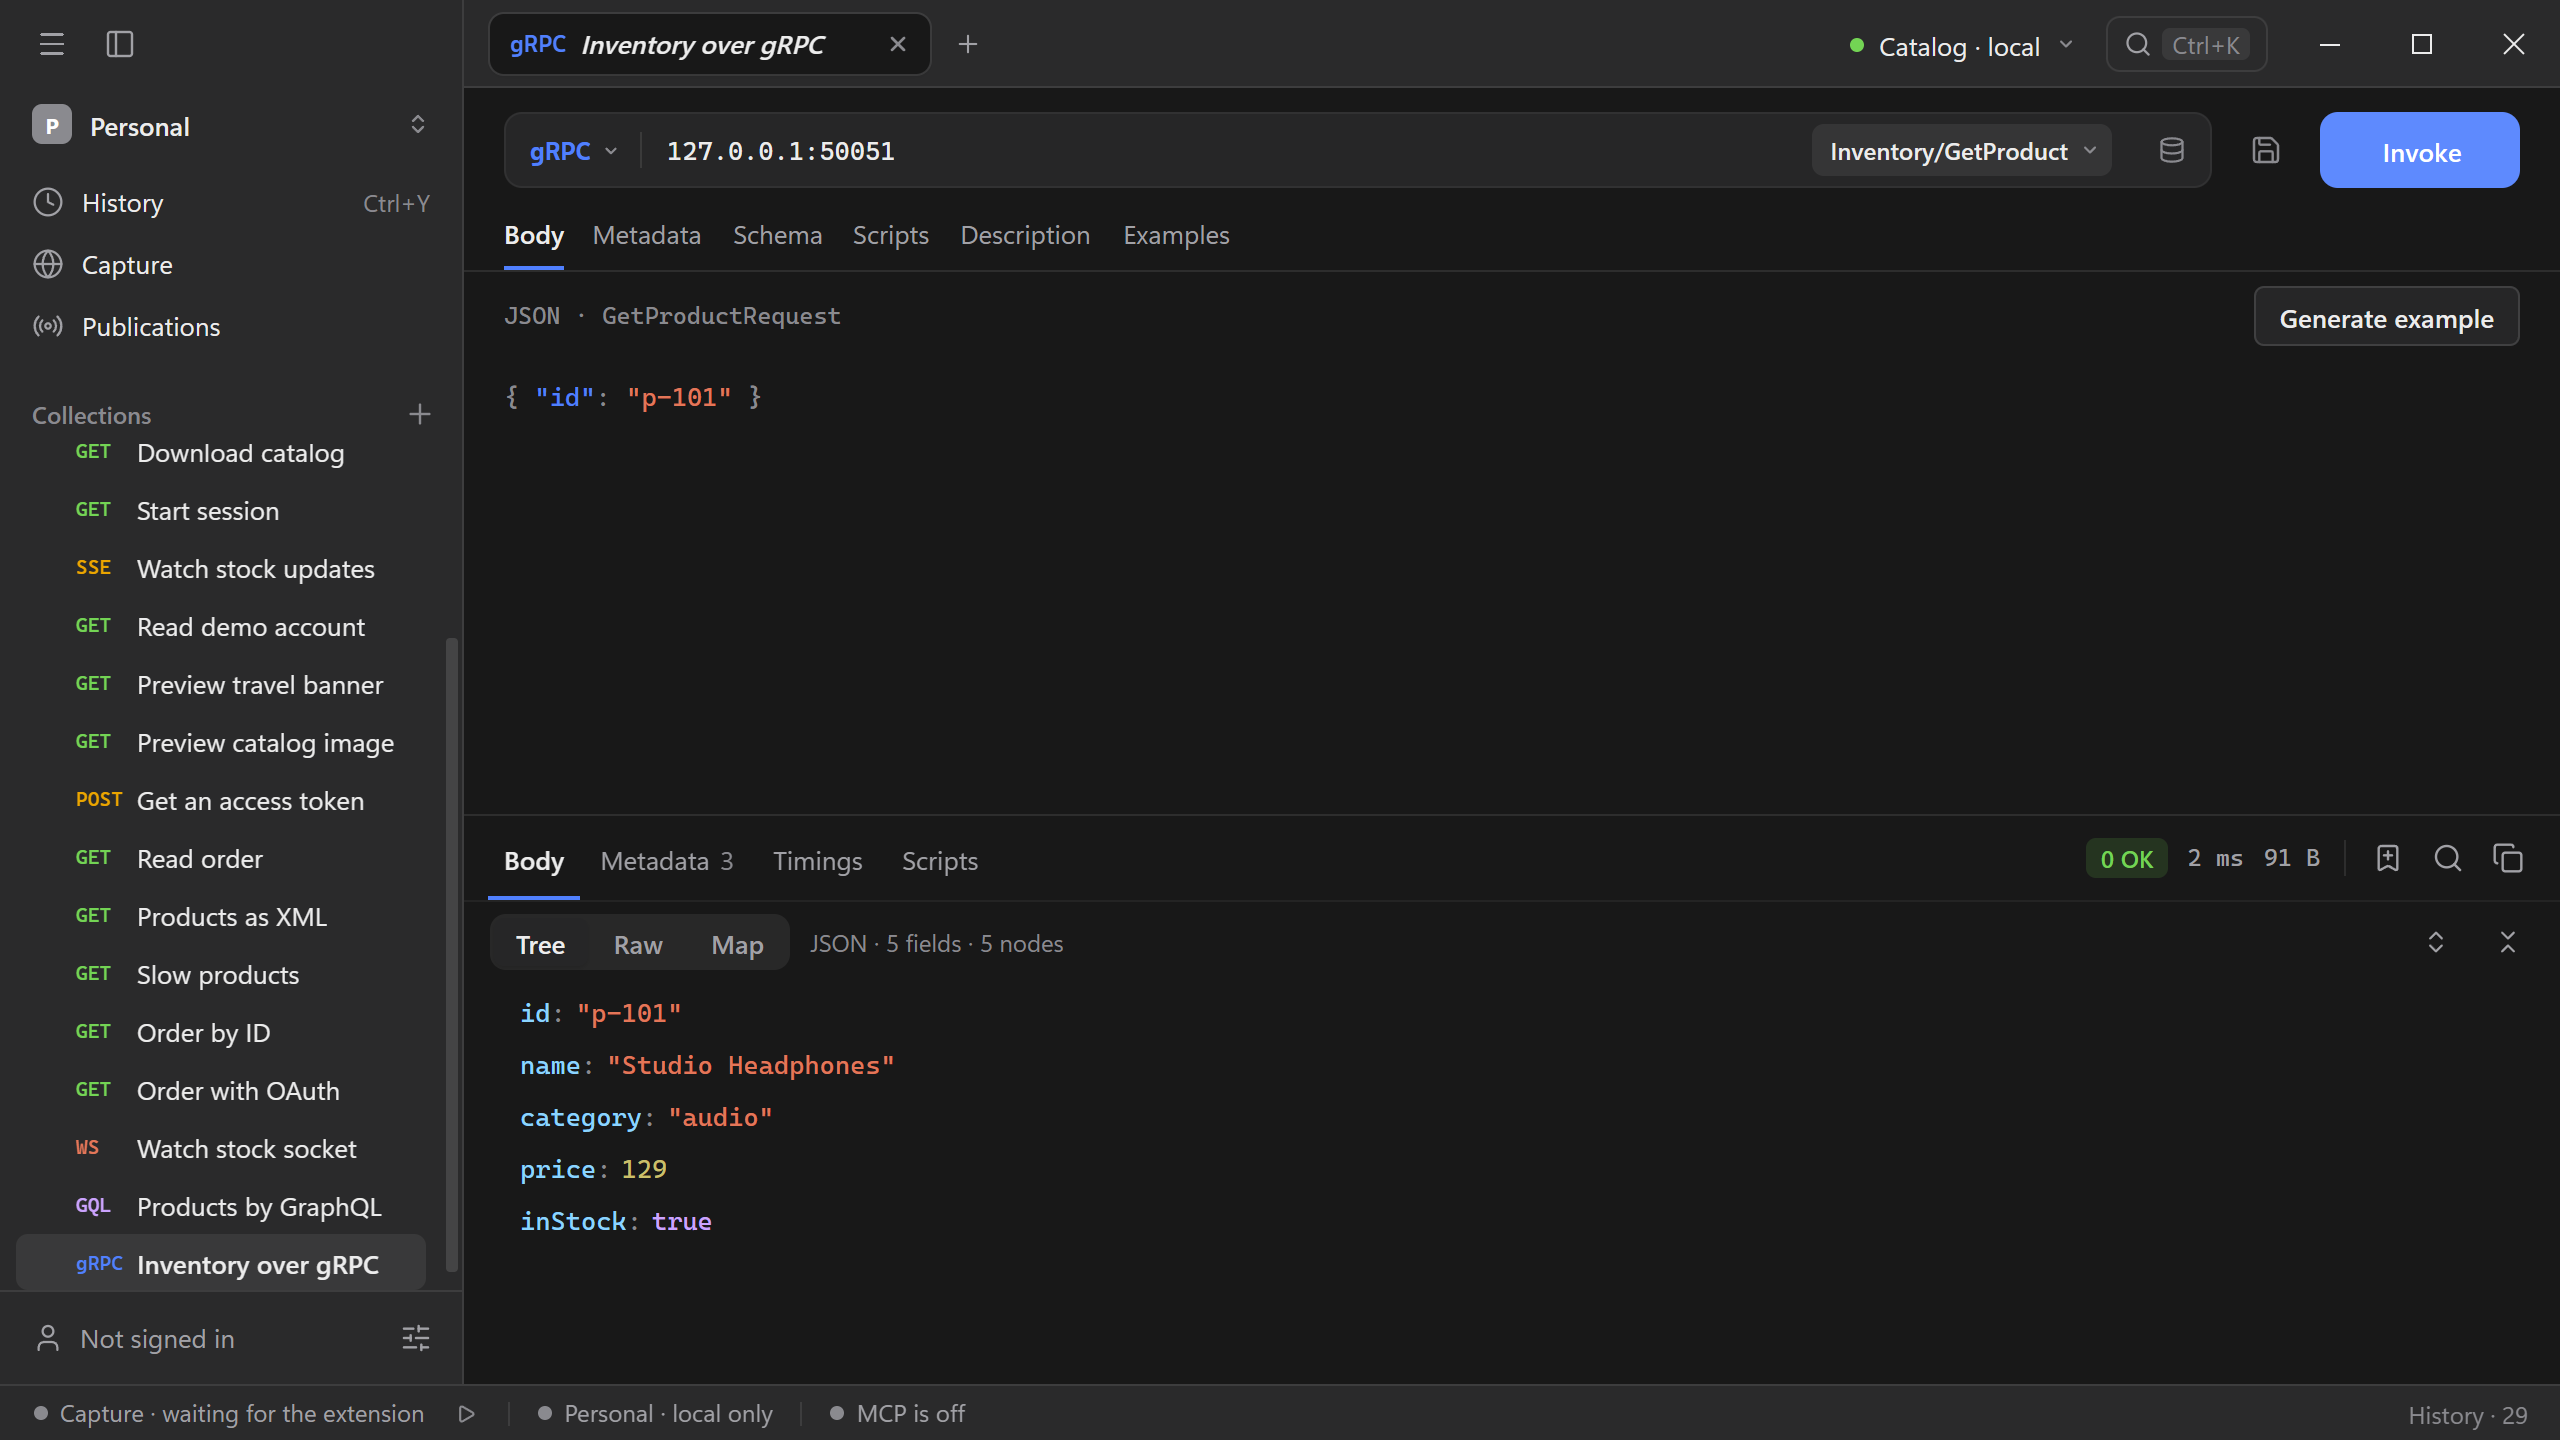 gRPC Inventory over gRPC
Catalog · local
Ctrl+K
P Personal
History Ctrl+Y
Capture
Publications
Collections
GET Download catalog
GET Start session
SSE Watch stock updates
GET Read demo account
GET Preview travel banner
GET Preview catalog image
POST Get an access token
GET Read order
GET Products as XML
GET Slow products
GET Order by ID
GET Order with OAuth
WS Watch stock socket
GQL Products by GraphQL
gRPC Inventory over gRPC
Not signed in
gRPC 127.0.0.1:50051 Inventory/GetProduct Invoke
Body Metadata Schema Scripts Description Examples
JSON · GetProductRequest Generate example
{ "id": "p-101" }
Body Metadata 3 Timings Scripts 0 OK 2 ms 91 B
Tree Raw Map JSON · 5 fields · 5 nodes
id: "p-101"
name: "Studio Headphones"
category: "audio"
price: 129
inStock: true
Capture · waiting for the extension Personal · local only MCP is off History · 29